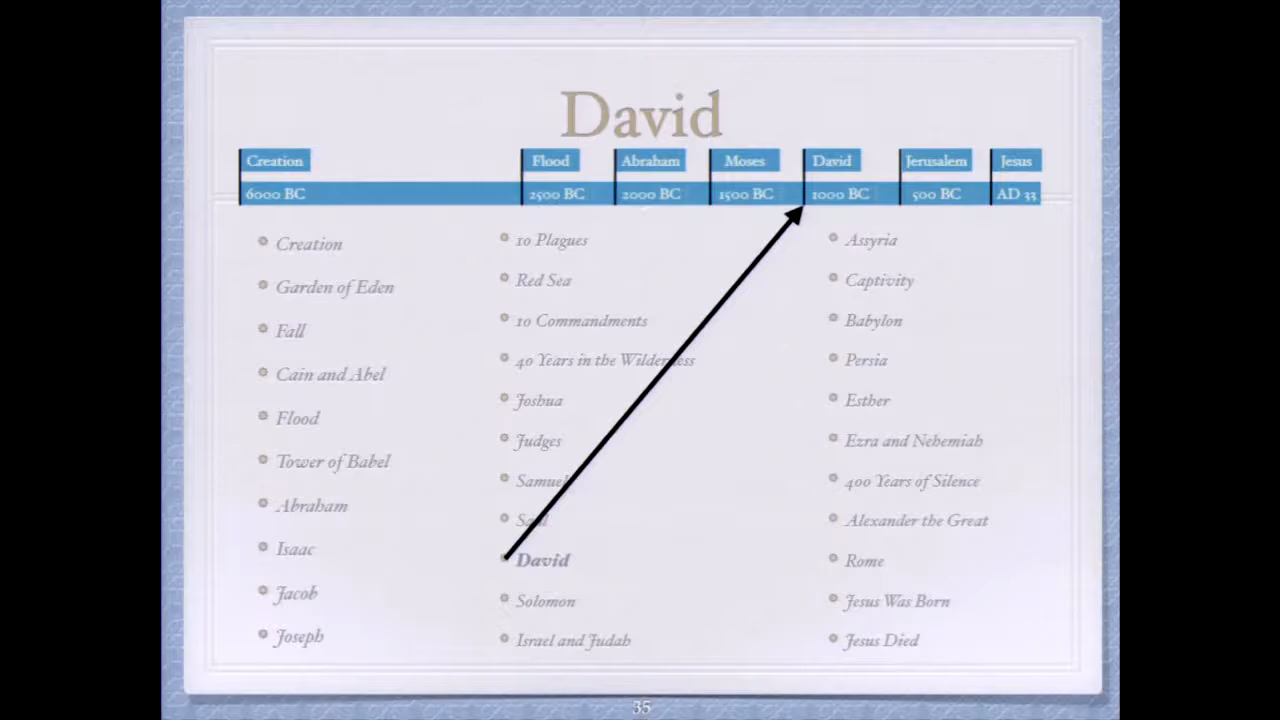 David
Creation Flood Abraham Moses David Jerusalem Jesus
6000 BC 2500 BC 2000 BC 1500 BC 1000 BC 500 BC AD 33
Creation
Garden of Eden
Fall
Cain and Abel
Flood
Tower of Babel
Abraham
Isaac
Jacob
Joseph
10 Plagues
Red Sea
10 Commandments
40 Years in the Wilderness
Joshua
Judges
Samuel
Saul
David
Solomon
Israel and Judah
Assyria
Captivity
Babylon
Persia
Esther
Ezra and Nehemiah
400 Years of Silence
Alexander the Great
Rome
Jesus Was Born
Jesus Died
35